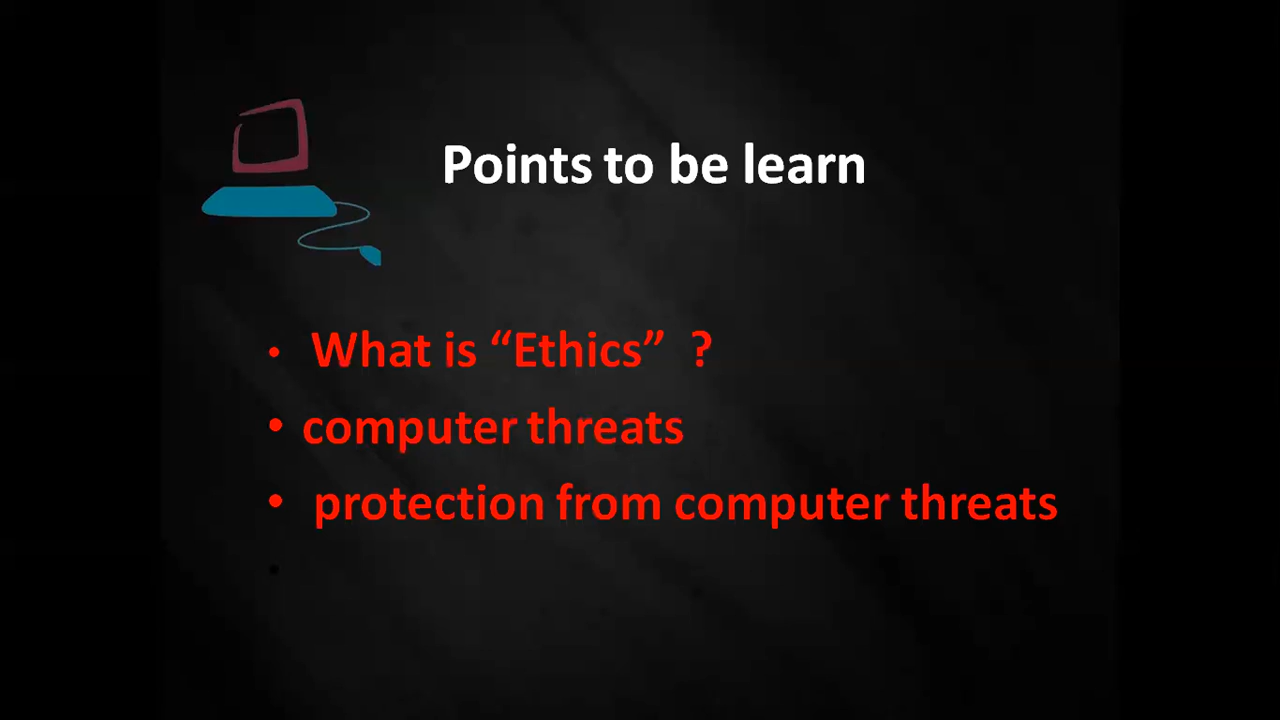 Points to be learn
• What is “Ethics” ?
• computer threats
• protection from computer threats